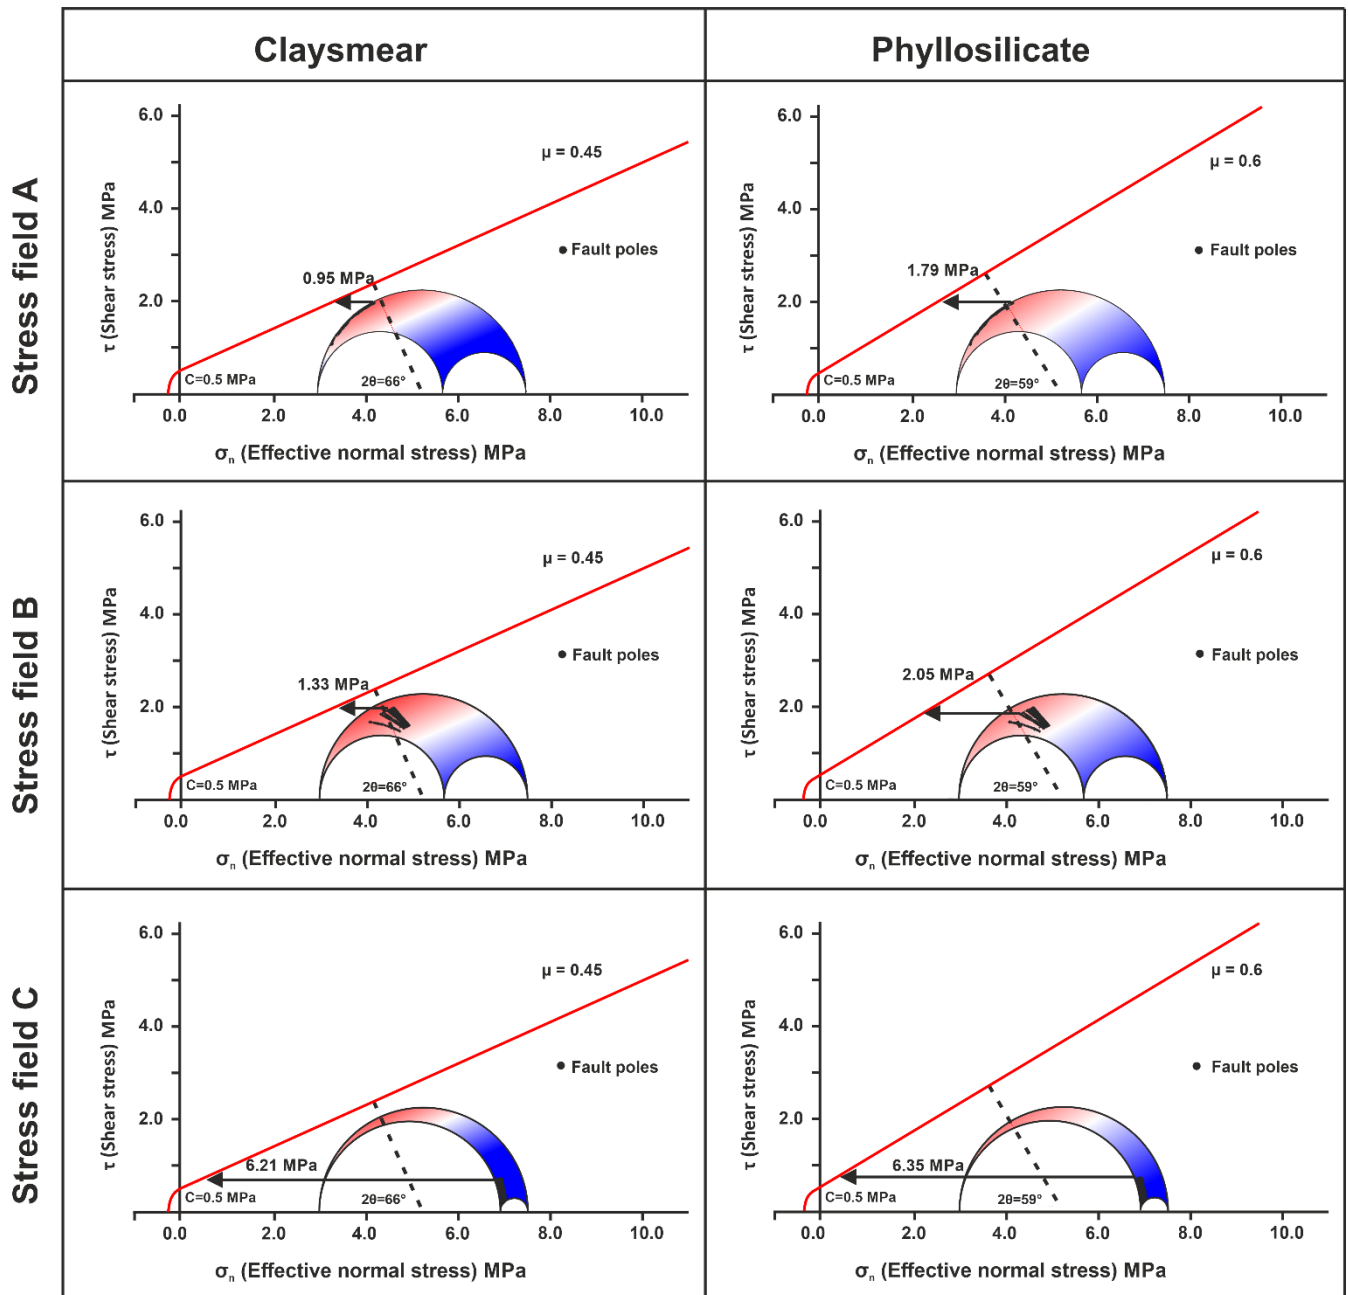 Claysmear
Phyllosilicate
Stress field A
6.0
4.0
2.0
τ (Shear stress) MPa
μ = 0.45
Fault poles
0.95 MPa
C=0.5 MPa
2θ=66°
0.0 2.0 4.0 6.0 8.0 10.0
σn (Effective normal stress) MPa
6.0
4.0
2.0
τ (Shear stress) MPa
μ = 0.6
Fault poles
1.79 MPa
C=0.5 MPa
2θ=59°
0.0 2.0 4.0 6.0 8.0 10.0
σn (Effective normal stress) MPa
Stress field B
6.0
4.0
2.0
τ (Shear stress) MPa
μ = 0.45
Fault poles
1.33 MPa
C=0.5 MPa
2θ=66°
0.0 2.0 4.0 6.0 8.0 10.0
σn (Effective normal stress) MPa
6.0
4.0
2.0
τ (Shear stress) MPa
μ = 0.6
Fault poles
2.05 MPa
C=0.5 MPa
2θ=59°
0.0 2.0 4.0 6.0 8.0 10.0
σn (Effective normal stress) MPa
Stress field C
6.0
4.0
2.0
τ (Shear stress) MPa
μ = 0.45
Fault poles
6.21 MPa
C=0.5 MPa
2θ=66°
0.0 2.0 4.0 6.0 8.0 10.0
σn (Effective normal stress) MPa
6.0
4.0
2.0
τ (Shear stress) MPa
μ = 0.6
Fault poles
6.35 MPa
C=0.5 MPa
2θ=59°
0.0 2.0 4.0 6.0 8.0 10.0
σn (Effective normal stress) MPa